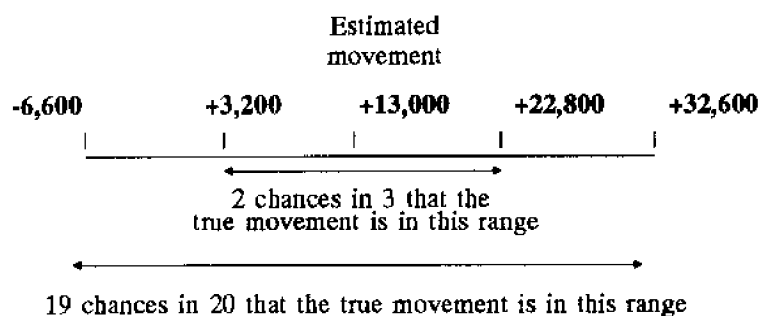 Estimated
movement
-6,600 +3,200 +13,000 +22,800 +32,600
2 chances in 3 that the
true movement is in this range
19 chances in 20 that the true movement is in this range